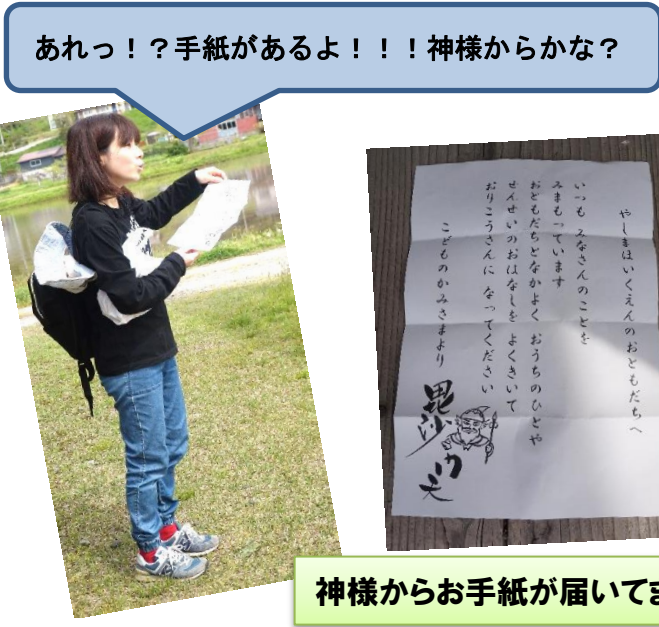 あれっ！？手紙があるよ！！！神様からかな？
やしまほいくえんのおともだちへ
いつも みなさんのことを
みまもっています
おともだちとなかよく おうちのひとや
せんせいのおはなしを よくきいて
おりこうさんに なってください
こどものかみさまより
神様からお手紙が届いてま